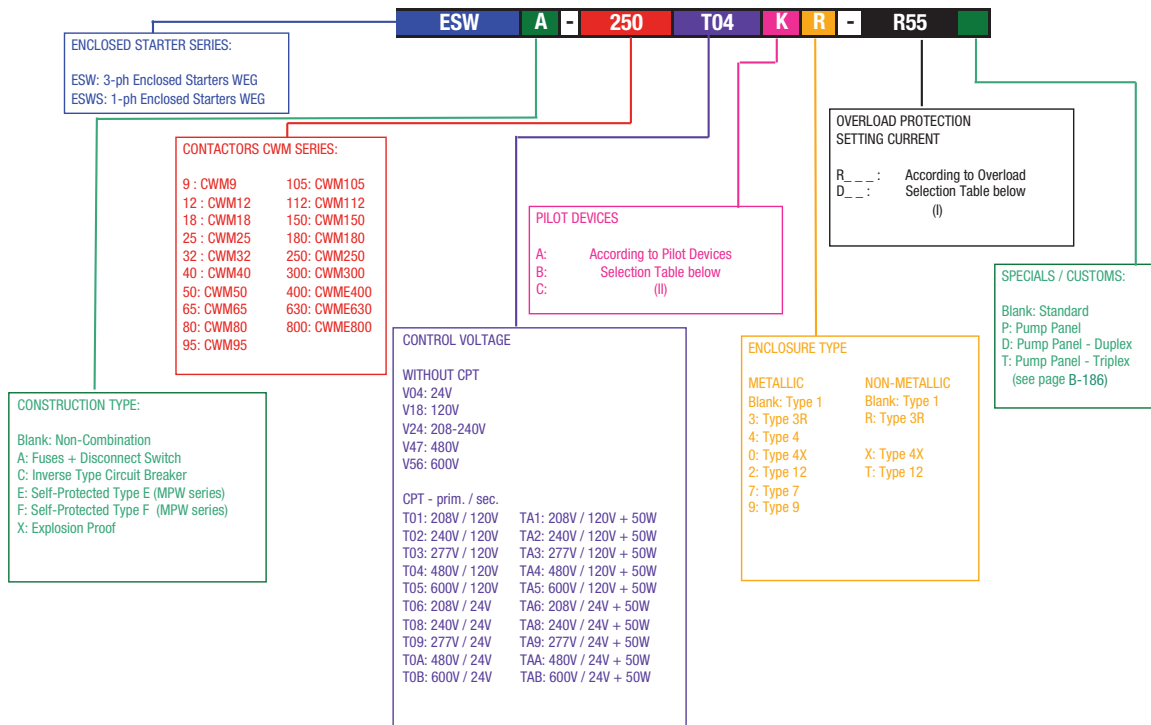 ESW A - 250 T04 K R - R55
ENCLOSED STARTER SERIES:
ESW: 3-ph Enclosed Starters WEG
ESWS: 1-ph Enclosed Starters WEG
CONTACTORS CWM SERIES:
9 : CWM9 105: CWM105
12 : CWM12 112: CWM112
18 : CWM18 150: CWM150
25 : CWM25 180: CWM180
32 : CWM32 250: CWM250
40 : CWM40 300: CWM300
50: CWM50 400: CWME400
65: CWM65 630: CWME630
80: CWM80 800: CWME800
95: CWM95
OVERLOAD PROTECTION
SETTING CURRENT
R_ _ _ : According to Overload
D_ _ : Selection Table below
(I)
PILOT DEVICES
A: According to Pilot Devices
B: Selection Table below
C: (II)
SPECIALS / CUSTOMS:
Blank: Standard
P: Pump Panel
D: Pump Panel - Duplex
T: Pump Panel - Triplex
(see page B-186)
CONTROL VOLTAGE
WITHOUT CPT
V04: 24V
V18: 120V
V24: 208-240V
V47: 480V
V56: 600V
CPT - prim. / sec.
T01: 208V / 120V TA1: 208V / 120V + 50W
T02: 240V / 120V TA2: 240V / 120V + 50W
T03: 277V / 120V TA3: 277V / 120V + 50W
T04: 480V / 120V TA4: 480V / 120V + 50W
T05: 600V / 120V TA5: 600V / 120V + 50W
T06: 208V / 24V TA6: 208V / 24V + 50W
T08: 240V / 24V TA8: 240V / 24V + 50W
T09: 277V / 24V TA9: 277V / 24V + 50W
T0A: 480V / 24V TAA: 480V / 24V + 50W
T0B: 600V / 24V TAB: 600V / 24V + 50W
ENCLOSURE TYPE
METALLIC NON-METALLIC
Blank: Type 1 Blank: Type 1
3: Type 3R R: Type 3R
4: Type 4
0: Type 4X X: Type 4X
2: Type 12 T: Type 12
7: Type 7
9: Type 9
CONSTRUCTION TYPE:
Blank: Non-Combination
A: Fuses + Disconnect Switch
C: Inverse Type Circuit Breaker
E: Self-Protected Type E (MPW series)
F: Self-Protected Type F (MPW series)
X: Explosion Proof